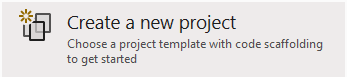 Create a new project
Choose a project template with code scaffolding
to get started